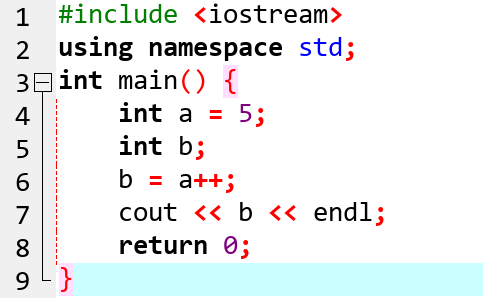 1 #include <iostream>
2 using namespace std;
3 int main() {
4     int a = 5;
5     int b;
6     b = a++;
7     cout << b << endl;
8     return 0;
9 }